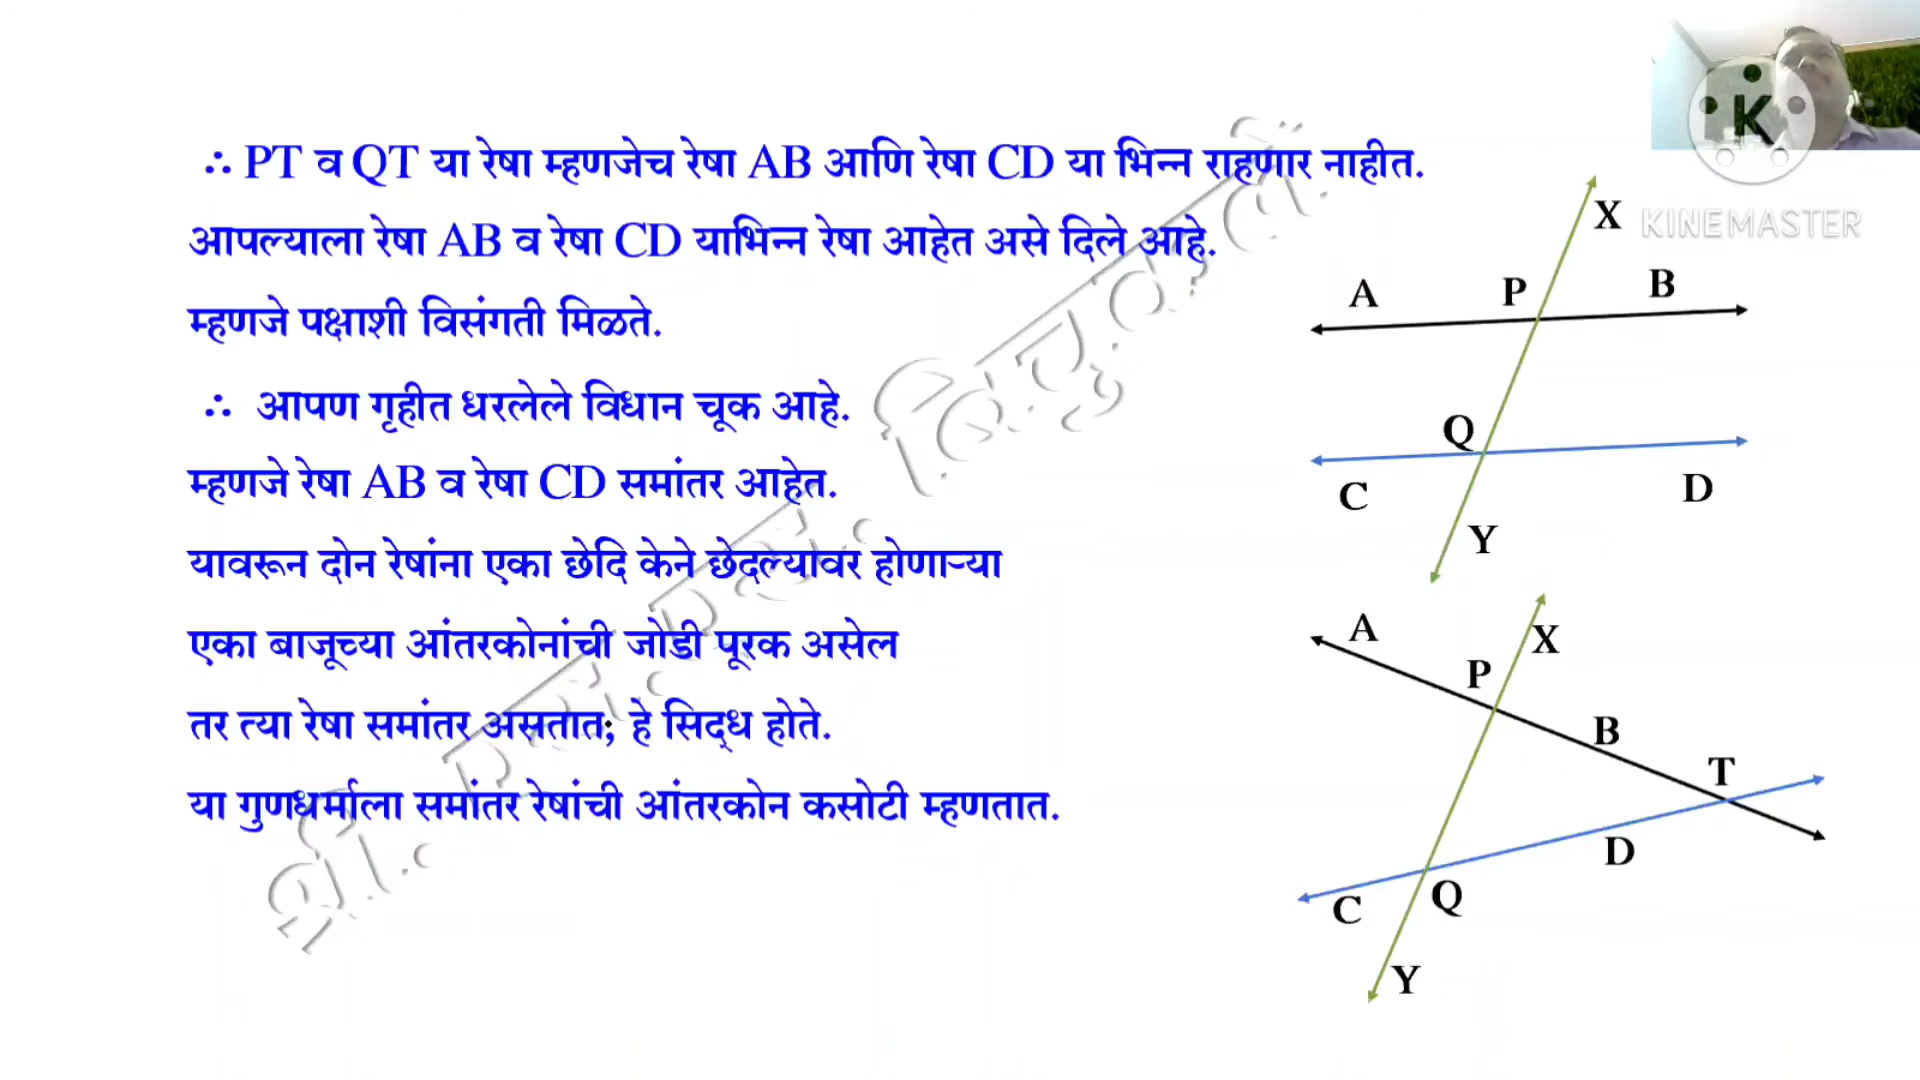 ∴ PT व QT या रेषा म्हणजेच रेषा AB आणि रेषा CD या भिन्न राहणार नाहीत.
आपल्याला रेषा AB व रेषा CD याभिन्न रेषा आहेत असे दिले आहे.
म्हणजे पक्षाशी विसंगती मिळते.
∴ आपण गृहीत धरलेले विधान चूक आहे.
म्हणजे रेषा AB व रेषा CD समांतर आहेत.
यावरून दोन रेषांना एका छेदि केने छेदल्यावर होणाऱ्या
एका बाजूच्या आंतरकोनांची जोडी पूरक असेल
तर त्या रेषा समांतर असतात; हे सिद्ध होते.
या गुणधर्माला समांतर रेषांची आंतरकोन कसोटी म्हणतात.
K
KINEMASTER
X
A P B
Q
C D
Y
A X
P
B
T
D
C Q
Y